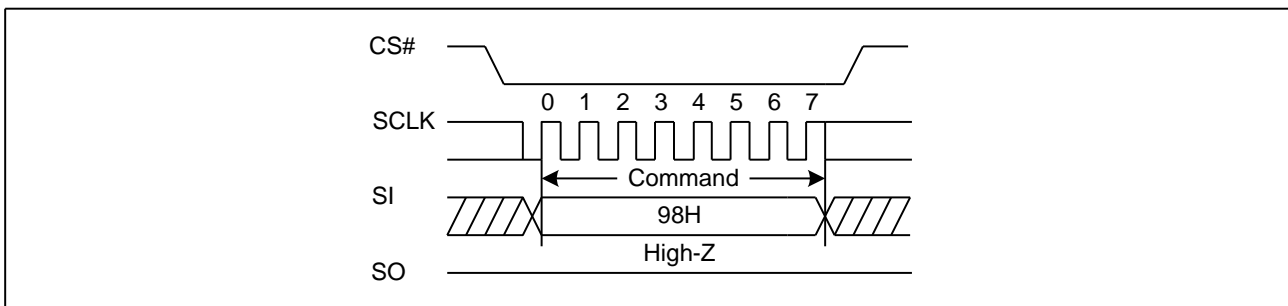 CS#
0 1 2 3 4 5 6 7
SCLK
Command
SI
98H
High-Z
SO